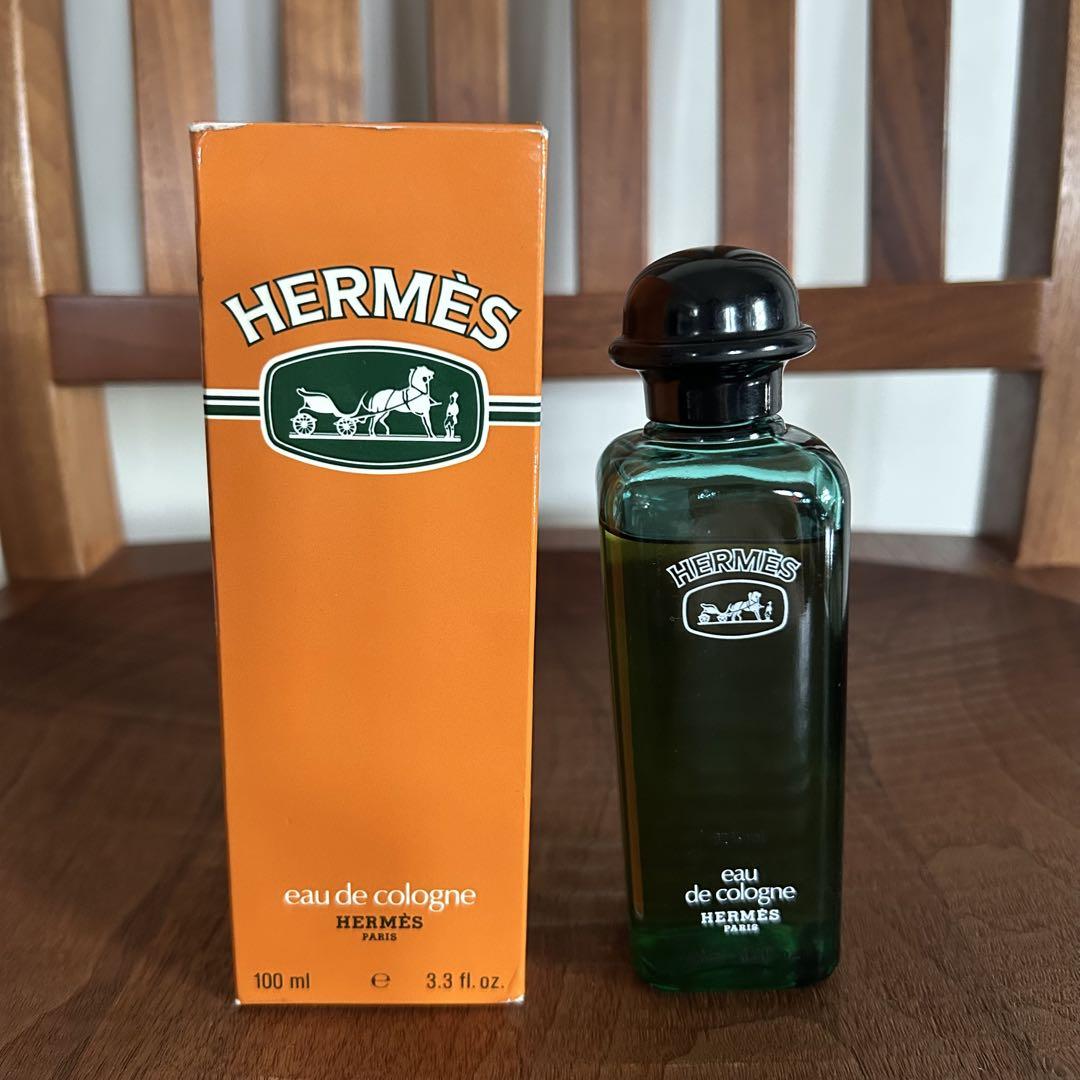 HERMÈS
eau de cologne
HERMÈS
PARIS
100 ml e 3.3 fl. oz.
HERMÈS
eau
de cologne
HERMÈS
PARIS